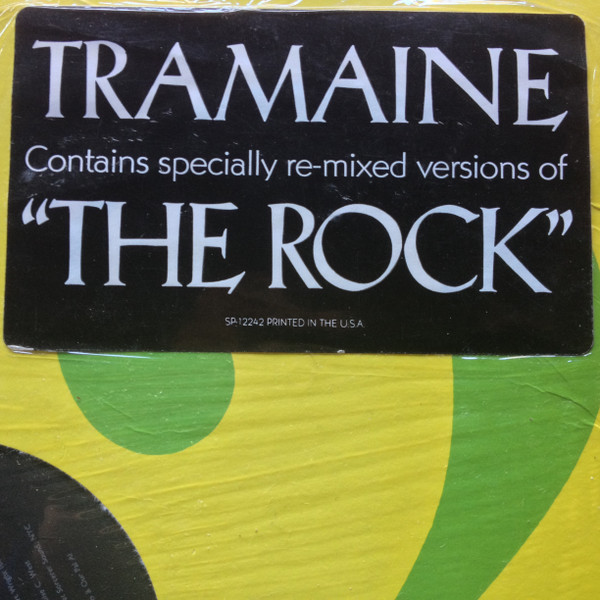 TRAMAINE
Contains specially re-mixed versions of
“THE ROCK”
SP-12242 PRINTED IN THE U.S.A.